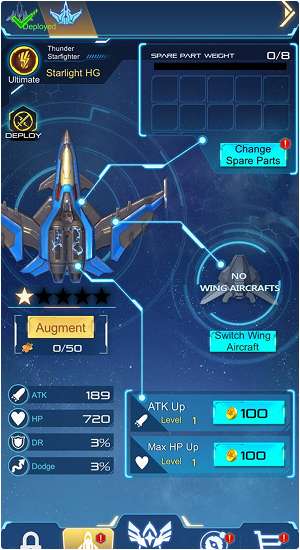 Deployed
Thunder
Starfighter
Ultimate
Starlight HG
SPARE PART WEIGHT 0/8
DEPLOY
Change
Spare Parts
NO
WING AIRCRAFTS
Augment
0/50
Switch Wing
Aircraft
ATK 189
HP 720
DR 3%
Dodge 3%
ATK Up
Level 1
100
Max HP Up
Level 1
100